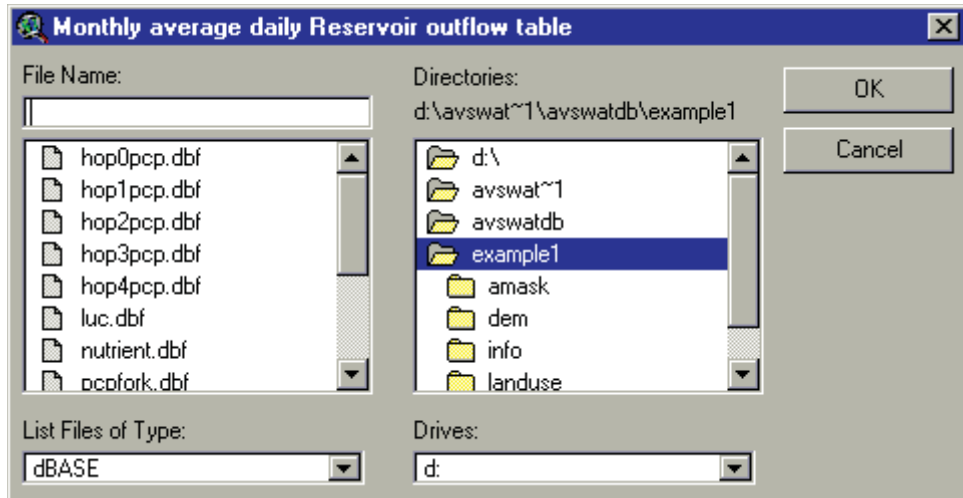 Monthly average daily Reservoir outflow table
File Name:
hop0pcp.dbf
hop1pcp.dbf
hop2pcp.dbf
hop3pcp.dbf
hop4pcp.dbf
luc.dbf
nutrient.dbf
pcpfork.dbf
List Files of Type:
dBASE
Directories:
d:\avswat~1\avswatdb\example1
d:\
avswat~1
avswatdb
example1
amask
dem
info
landuse
Drives:
d:
OK
Cancel